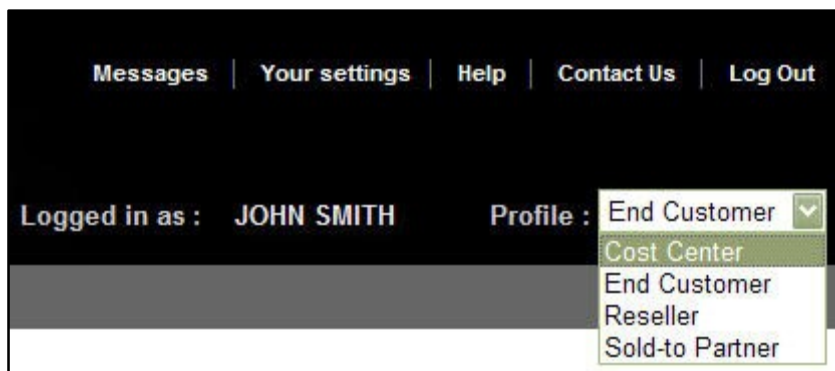 Messages | Your settings | Help | Contact Us | Log Out
Logged in as : JOHN SMITH Profile : End Customer
Cost Center
End Customer
Reseller
Sold-to Partner